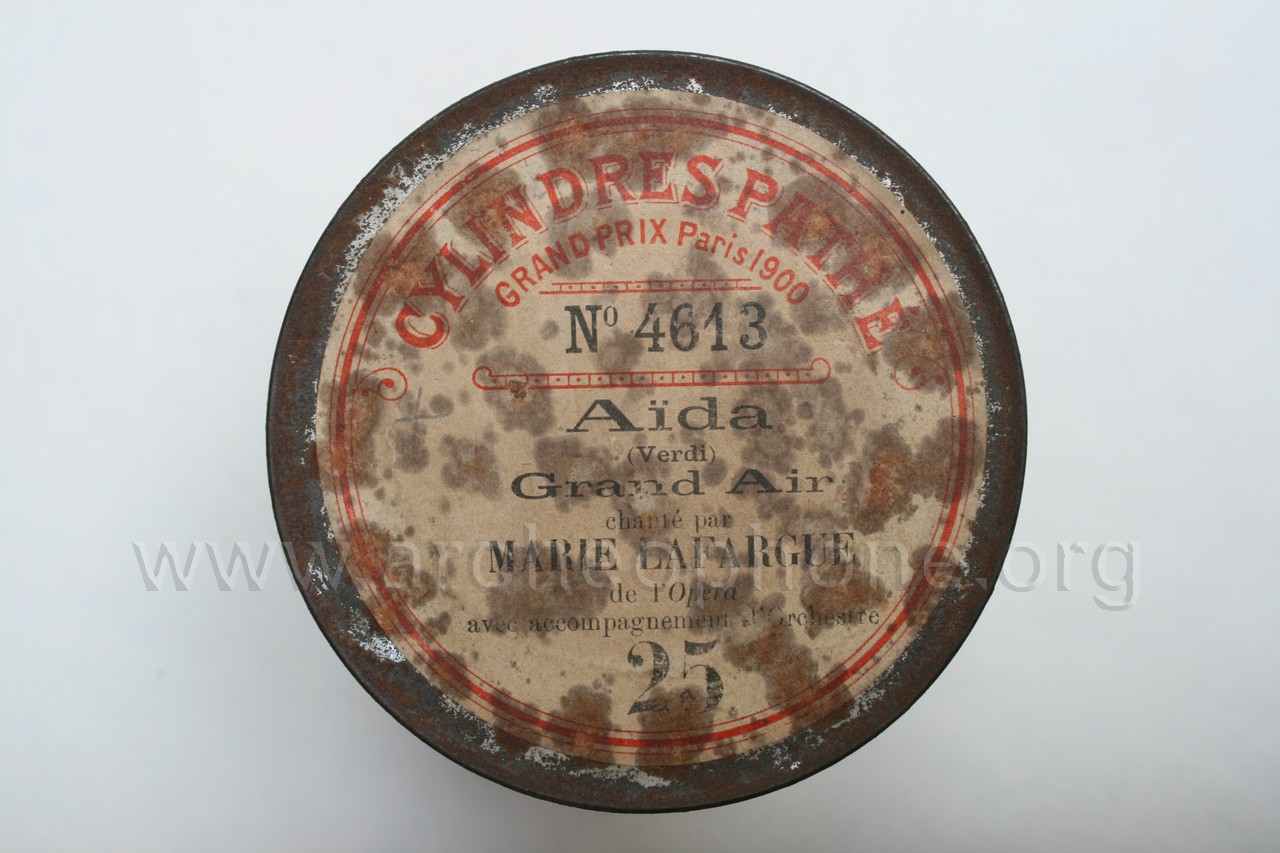 CYLINDRES PATHÉ
GRAND PRIX Paris 1900
Nº 4613
Aïda
(Verdi)
Grand Air
chanté par
MARIE LAFARGUE
de l'Opéra
avec accompagnement d'Orchestre
25
www.archeophone.org